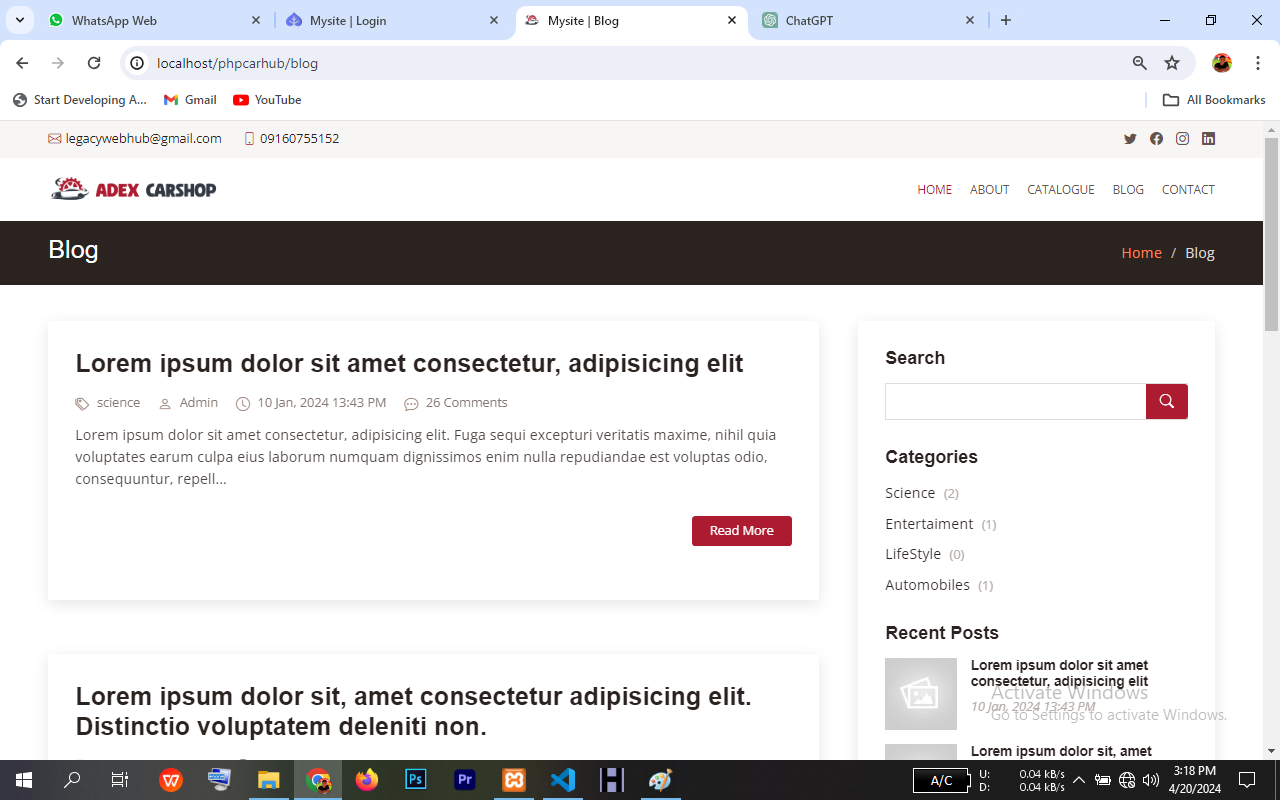 WhatsApp Web
Mysite | Login
Mysite | Blog
ChatGPT
localhost/phpcarhub/blog
Start Developing A...
Gmail
YouTube
All Bookmarks
legacywebhub@gmail.com
09160755152
ADEX CARSHOP
HOME
ABOUT
CATALOGUE
BLOG
CONTACT
Blog
Home / Blog
Lorem ipsum dolor sit amet consectetur, adipisicing elit
science
Admin
10 Jan, 2024 13:43 PM
26 Comments
Lorem ipsum dolor sit amet consectetur, adipisicing elit. Fuga sequi excepturi veritatis maxime, nihil quia
voluptates earum culpa eius laborum numquam dignissimos enim nulla repudiandae est voluptas odio,
consequuntur, repell...
Read More
Lorem ipsum dolor sit, amet consectetur adipisicing elit.
Distinctio voluptatem deleniti non.
Search
Categories
Science (2)
Entertaiment (1)
LifeStyle (0)
Automobiles (1)
Recent Posts
Lorem ipsum dolor sit amet
consectetur, adipisicing elit
10 Jan, 2024 13:43 PM
Lorem ipsum dolor sit, amet
Activate Windows
Go to Settings to activate Windows.
W
Ps
Pr
H
A/C
U: 0.04 kB/s
D: 0.04 kB/s
3:18 PM
4/20/2024